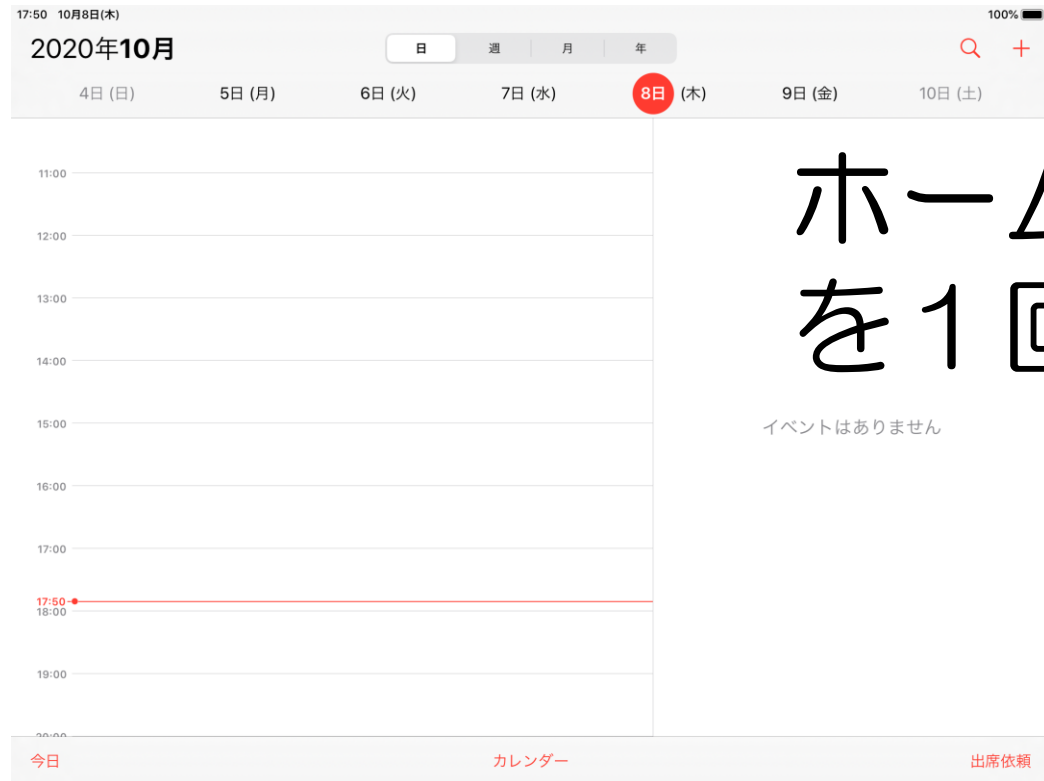 17:50 10月8日(木) 100%
2020年10月 日 週 月 年
4日 (日) 5日 (月) 6日 (火) 7日 (水) 8日 (木) 9日 (金) 10日 (土)
11:00
12:00
13:00
14:00
15:00
16:00
17:00
17:50
18:00
19:00
ホーム
を1回
イベントはありません
今日 カレンダー 出席依頼